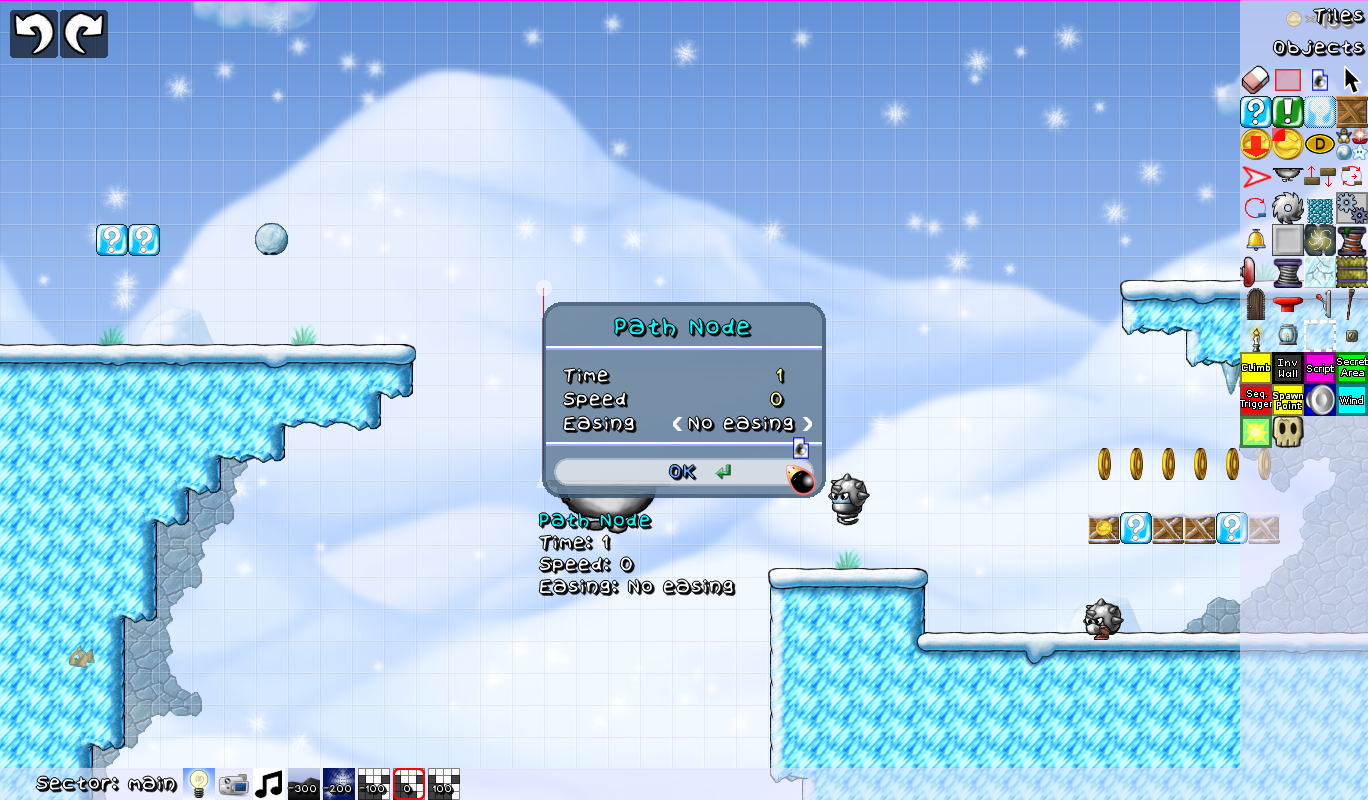 Tiles
Objects
D
Climb
Inv Wall
Script
Secret Area
Seq. Trigger
Spawn Point
Wind
Path Node
Time 1
Speed 0
Easing < No easing >
OK
Path Node
Time: 1
Speed: 0
Easing: No easing
Sector: main
-300
-200
-100
0
100